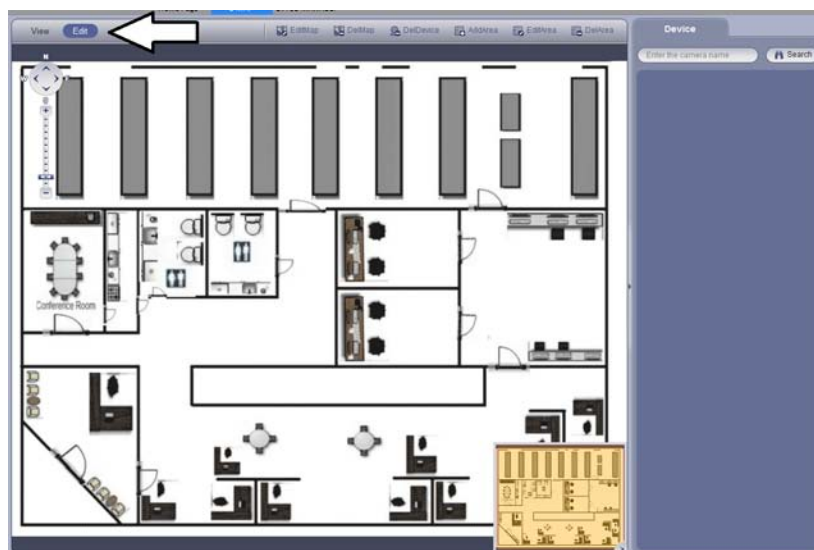 View Edit EditMap DelMap DelDevice AddArea EditArea DelArea Device
N
Enter the camera name Search
Conference Room